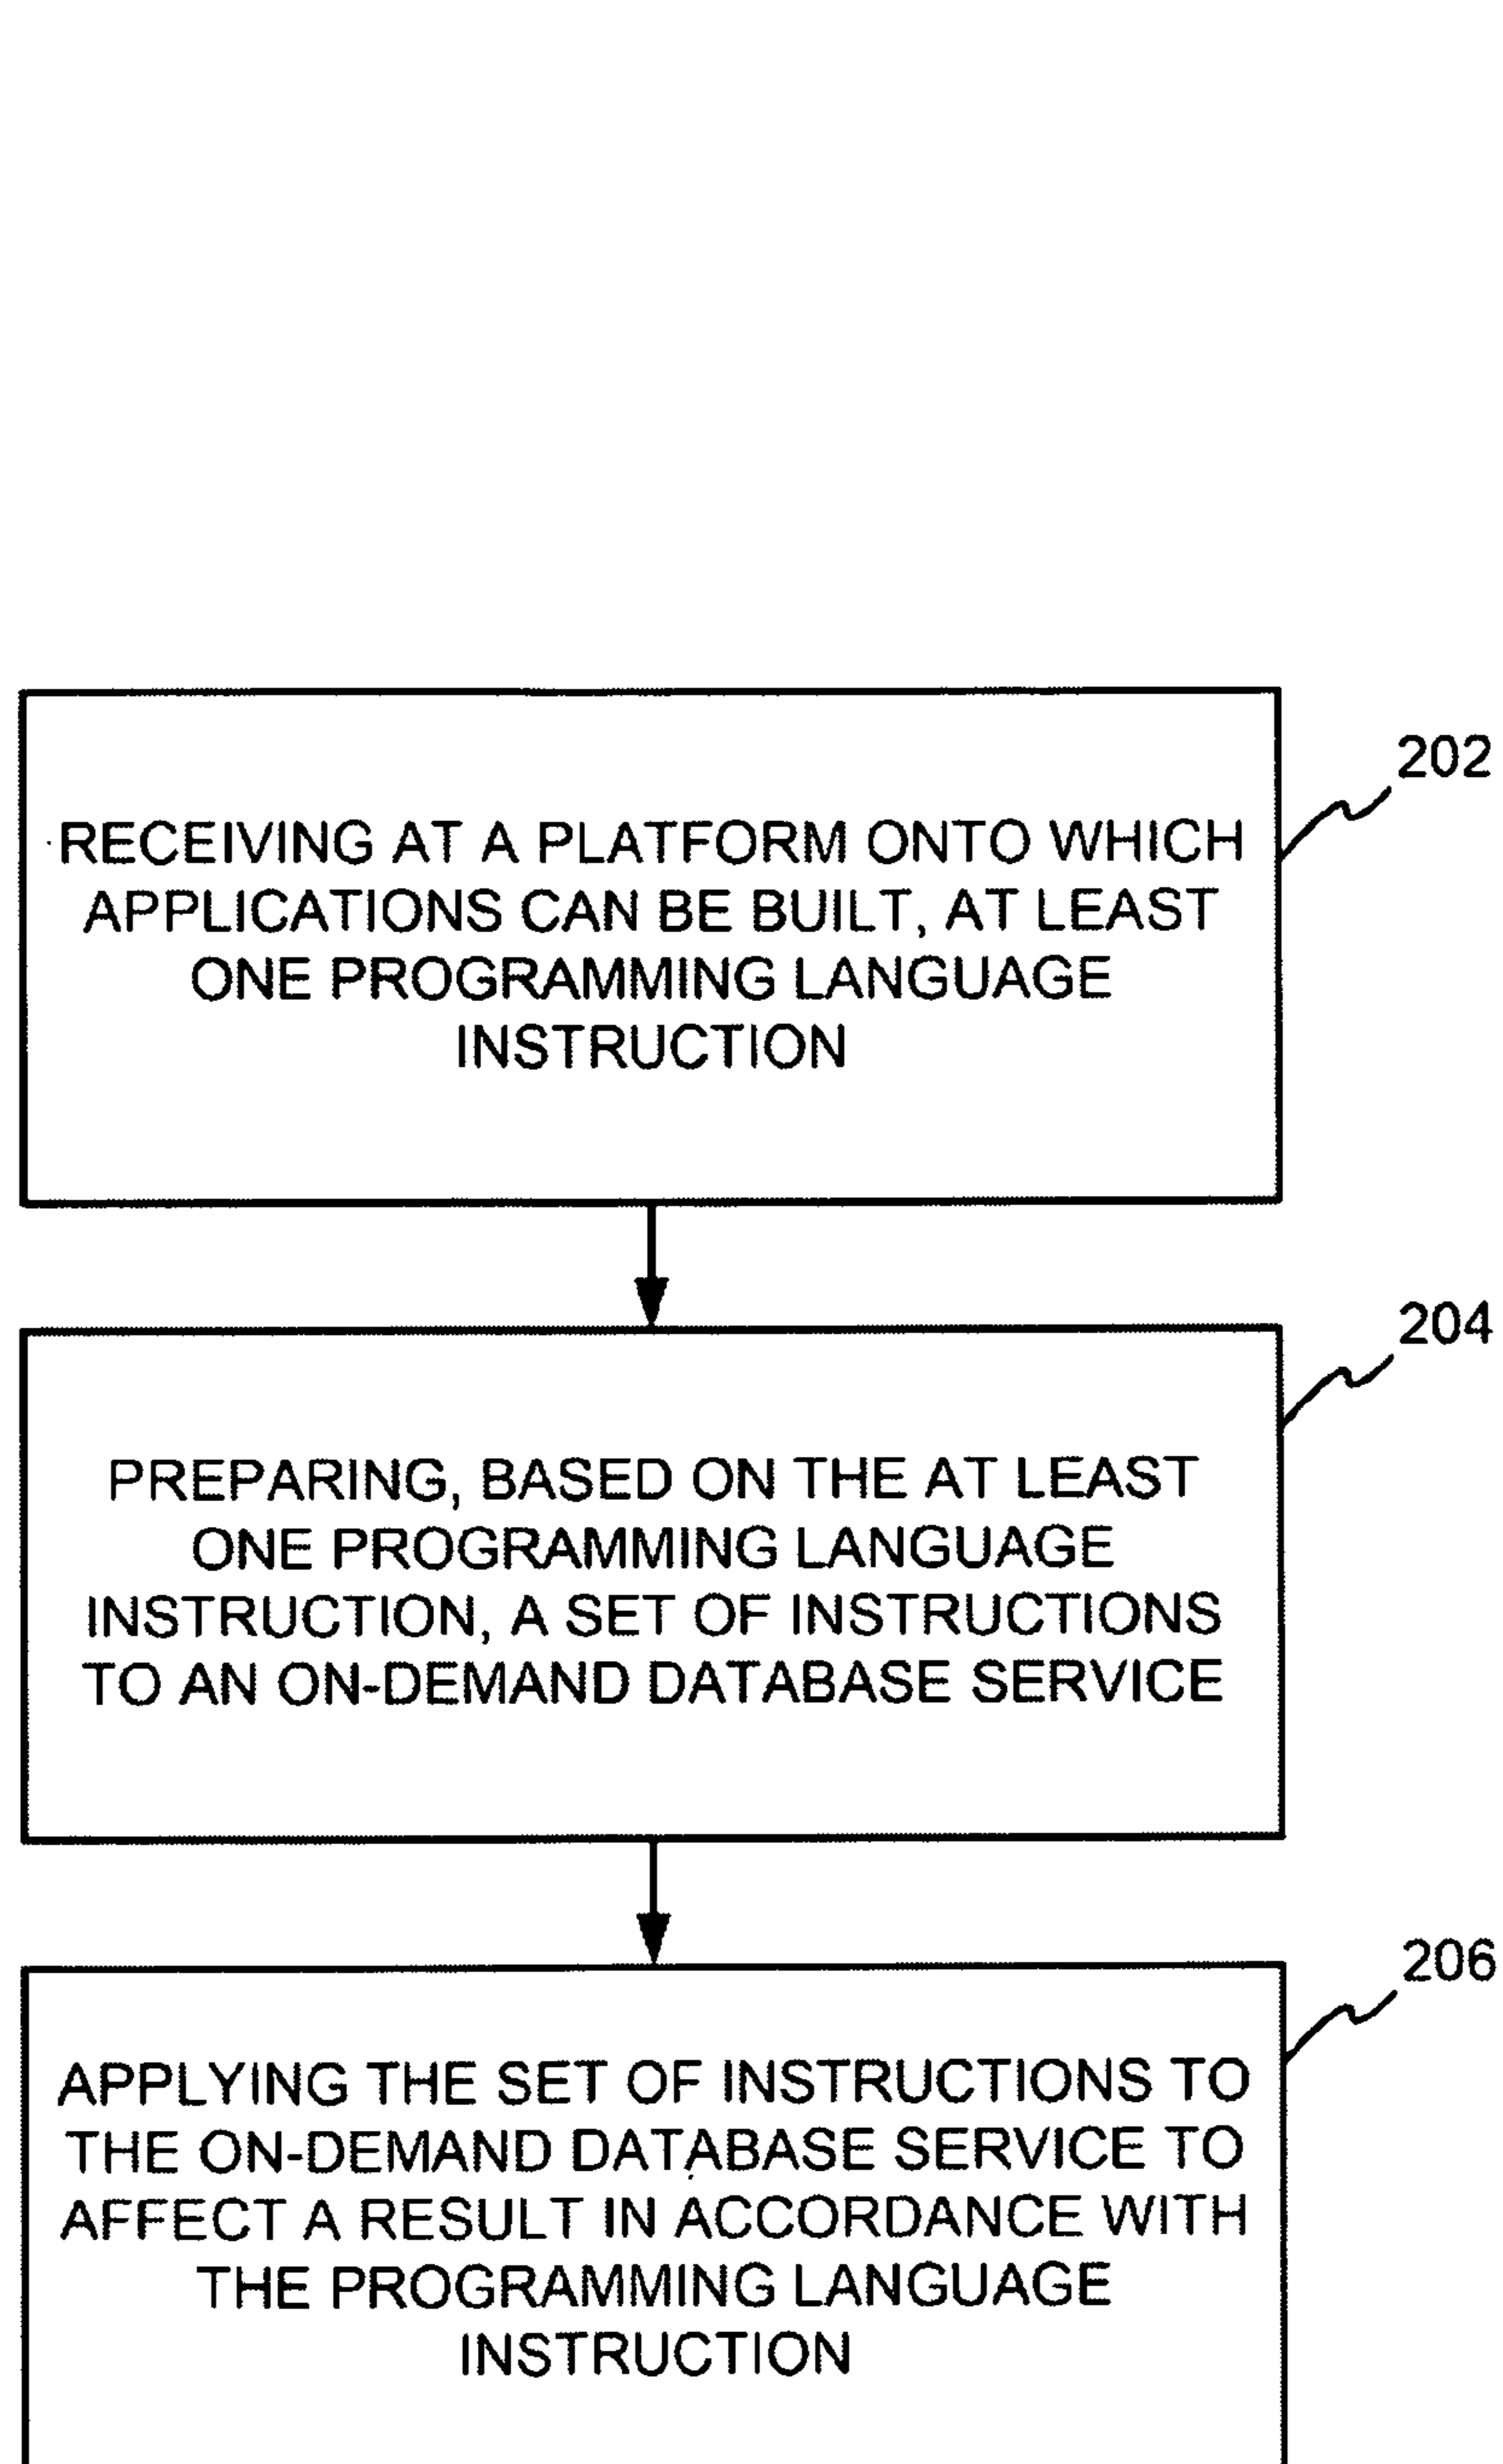 202
RECEIVING AT A PLATFORM ONTO WHICH
APPLICATIONS CAN BE BUILT, AT LEAST
ONE PROGRAMMING LANGUAGE
INSTRUCTION
204
PREPARING, BASED ON THE AT LEAST
ONE PROGRAMMING LANGUAGE
INSTRUCTION, A SET OF INSTRUCTIONS
TO AN ON-DEMAND DATABASE SERVICE
206
APPLYING THE SET OF INSTRUCTIONS TO
THE ON-DEMAND DATABASE SERVICE TO
AFFECT A RESULT IN ACCORDANCE WITH
THE PROGRAMMING LANGUAGE
INSTRUCTION